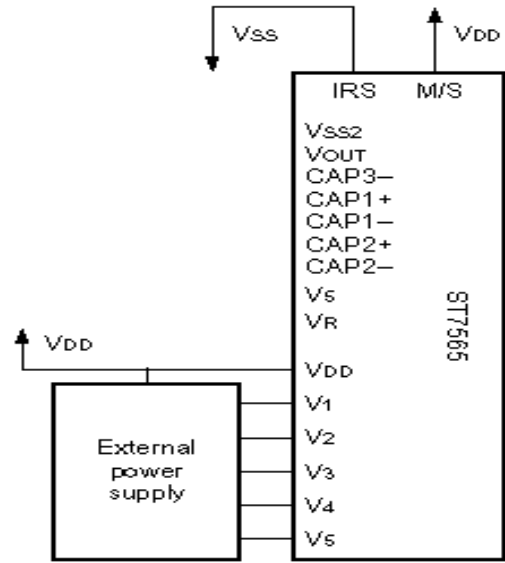 VSS
VDD
IRS M/S
VSS2
VOUT
CAP3–
CAP1+
CAP1–
CAP2+
CAP2–
V5
VR
ST7565
VDD
VDD
V1
V2
V3
V4
V5
External
power
supply